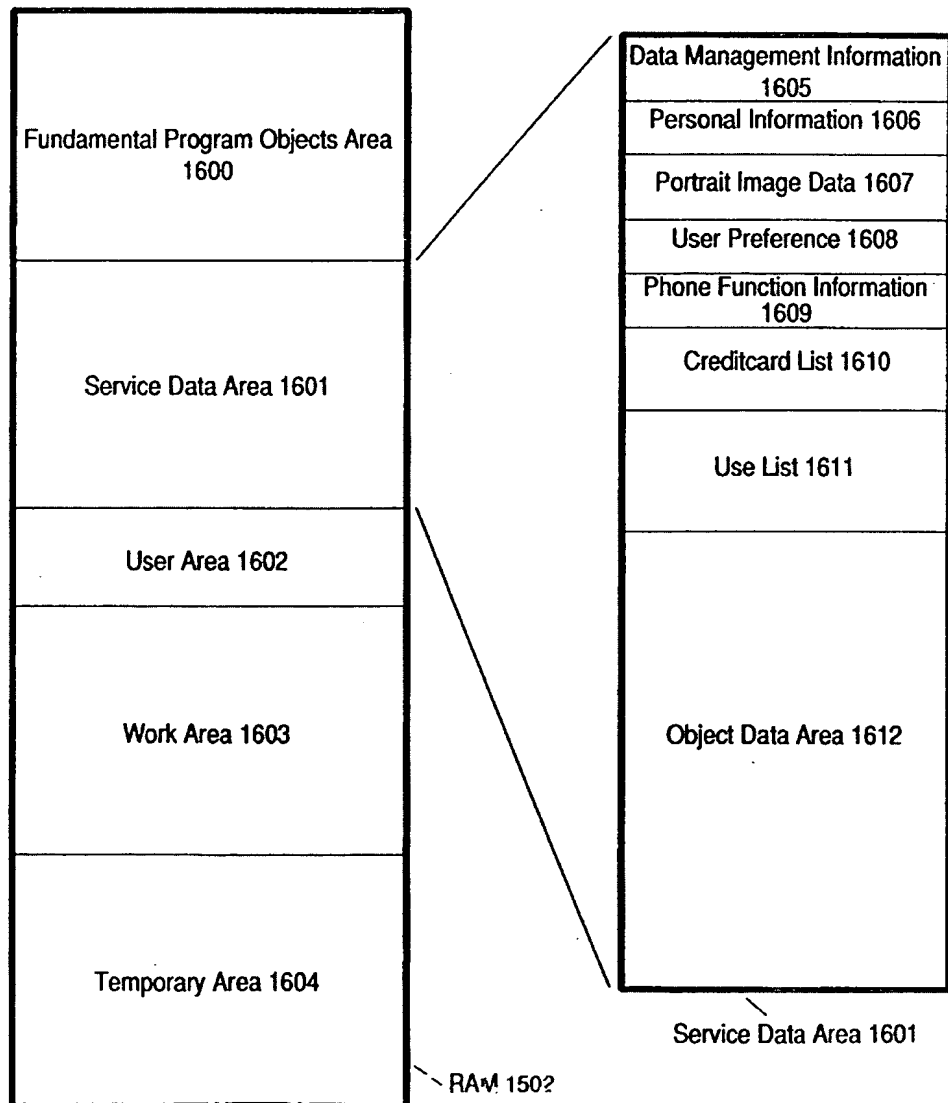 Fundamental Program Objects Area
1600
Service Data Area 1601
User Area 1602
Work Area 1603
Temporary Area 1604
RAM 1502
Data Management Information
1605
Personal Information 1606
Portrait Image Data 1607
User Preference 1608
Phone Function Information
1609
Creditcard List 1610
Use List 1611
Object Data Area 1612
Service Data Area 1601